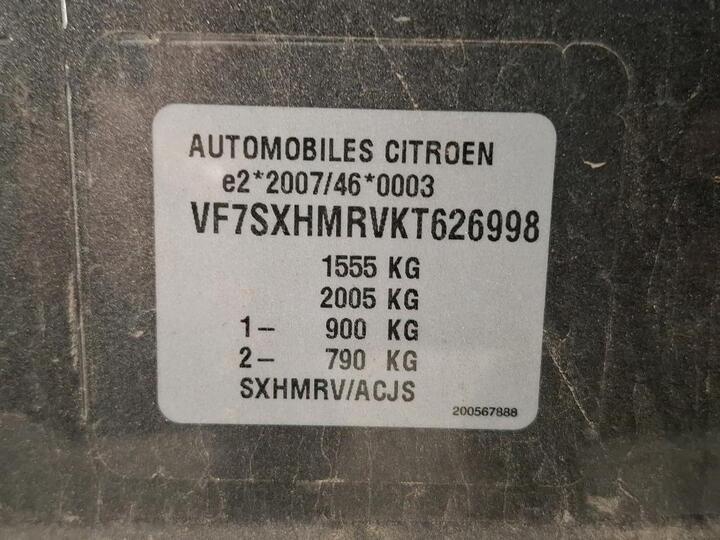 AUTOMOBILES CITROEN
e2*2007/46*0003
VF7SXHMRVKT626998
1555 KG
2005 KG
1- 900 KG
2- 790 KG
SXHMRV/ACJS
200567888